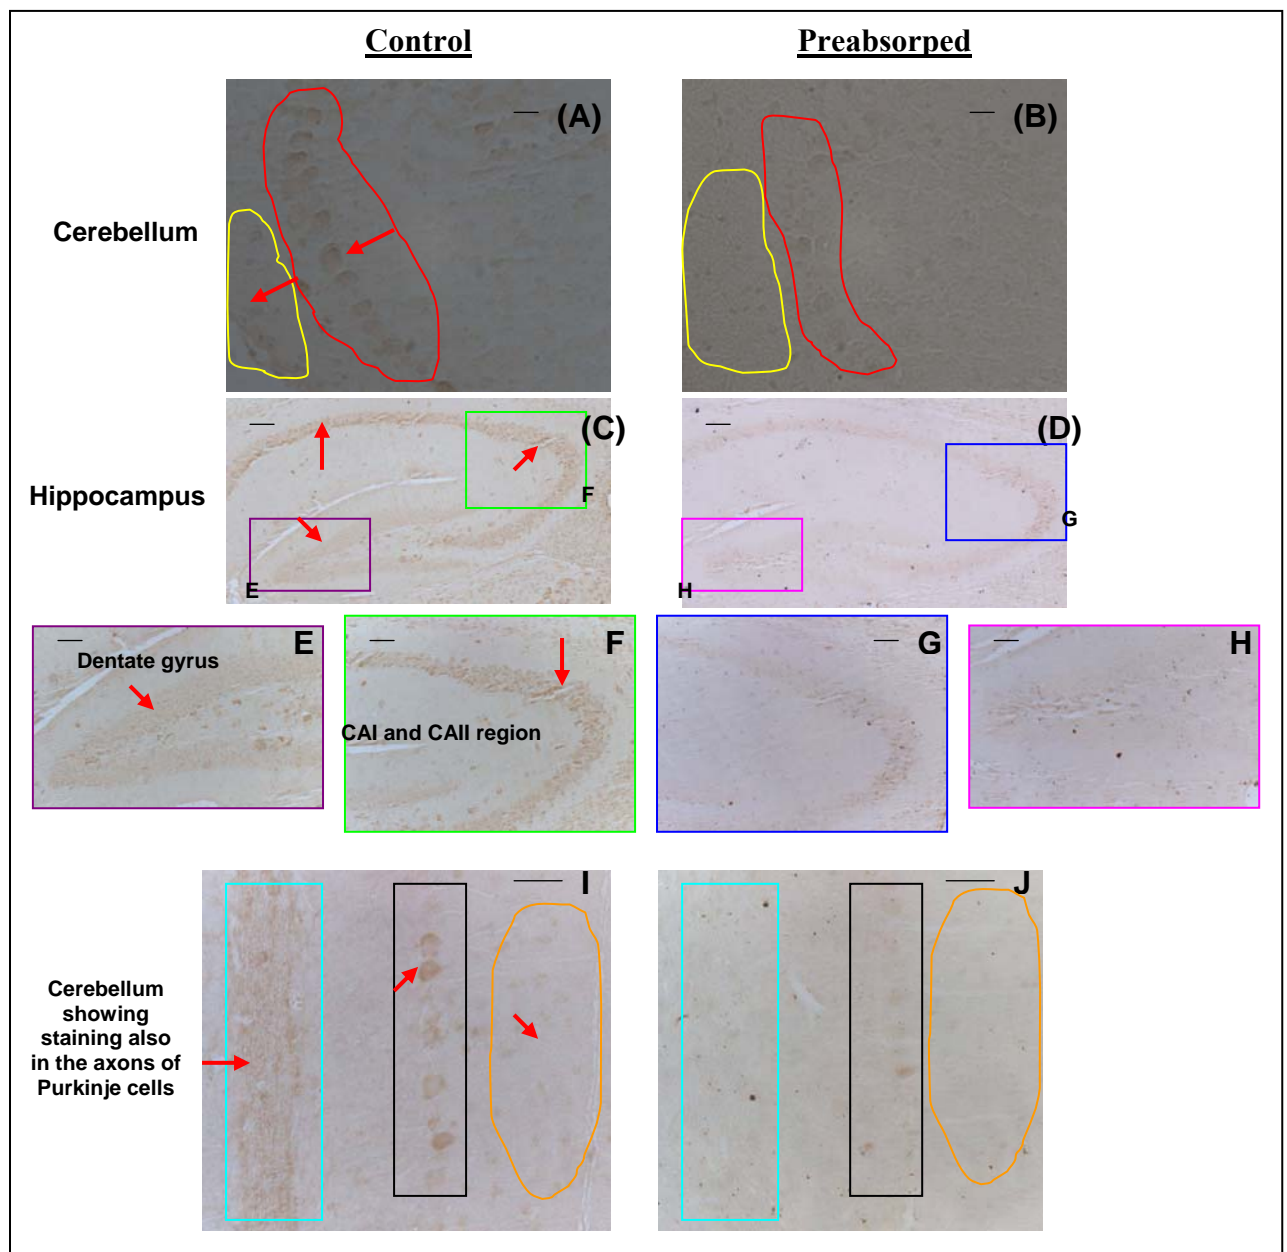 Control
Preabsorped
(A)
(B)
Cerebellum
(C)
(D)
F
Hippocampus
G
E
H
E
F
G
H
Dentate gyrus
CAI and CAII region
I
J
Cerebellum
showing
staining also
in the axons of
Purkinje cells